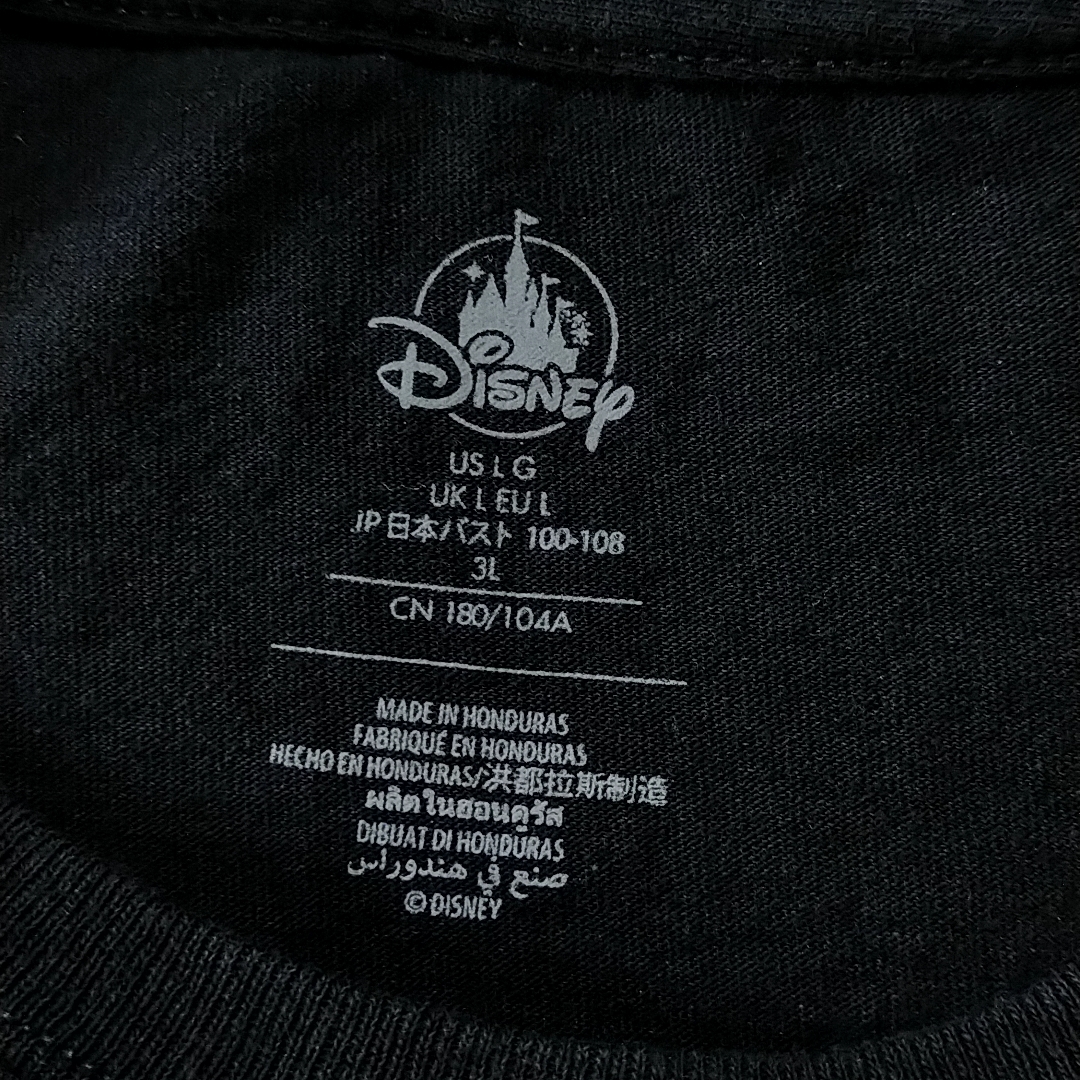 DISNEY
US L G
UK L EU L
JP 日本バスト 100-108
3L
CN 180/104A
MADE IN HONDURAS
FABRIQUÉ EN HONDURAS
HECHO EN HONDURAS/洪都拉斯制造
ผลิตในฮอนดูรัส
DIBUAT DI HONDURAS
صنع في هندوراس
©DISNEY